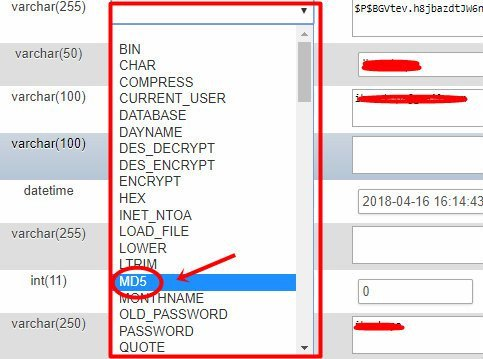 varchar(255)
$P$BGVtev.h8jbazdtJW6n
BIN
varchar(50)
CHAR
COMPRESS
varchar(100)
CURRENT_USER
DATABASE
DAYNAME
varchar(100)
DES_DECRYPT
DES_ENCRYPT
ENCRYPT
datetime
HEX
2018-04-16 16:14:43
INET_NTOA
LOAD_FILE
varchar(255)
LOWER
LTRIM
int(11)
MD5
0
MONTHNAME
OLD_PASSWORD
varchar(250)
PASSWORD
QUOTE